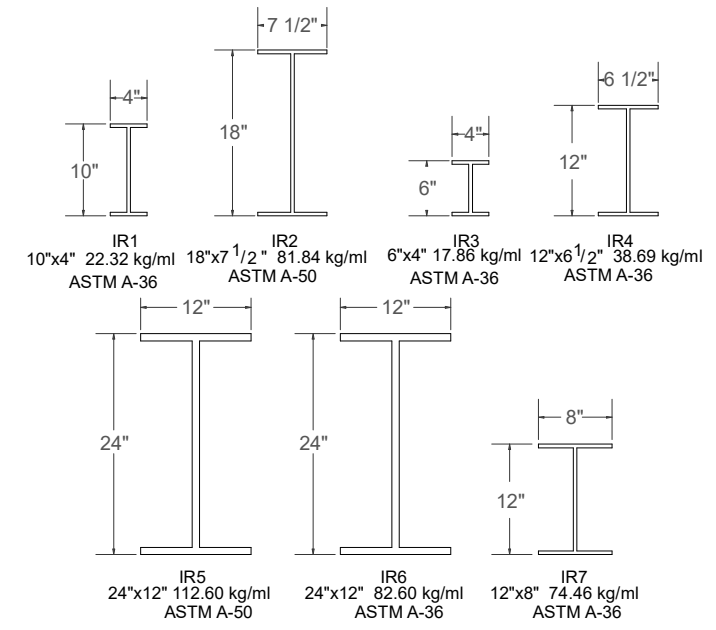 7 1/2"
18"
4"
10"
4"
6"
6 1/2"
12"
IR1
10"x4" 22.32 kg/ml
ASTM A-36
IR2
18"x7 1/2 " 81.84 kg/ml
ASTM A-50
IR3
6"x4" 17.86 kg/ml
ASTM A-36
IR4
12"x6 1/2" 38.69 kg/ml
ASTM A-36
12"
24"
12"
24"
8"
12"
IR5
24"x12" 112.60 kg/ml
ASTM A-50
IR6
24"x12" 82.60 kg/ml
ASTM A-36
IR7
12"x8" 74.46 kg/ml
ASTM A-36